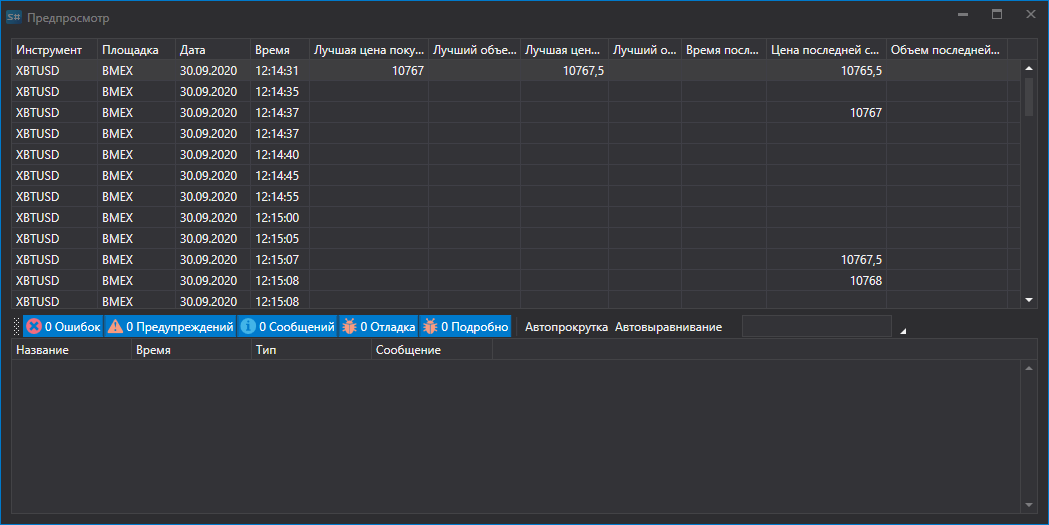 S# Предпросмотр
Инструмент Площадка Дата Время Лучшая цена поку... Лучший объе... Лучшая цен... Лучший о... Время посл... Цена последней с... Объем последней...
XBTUSD BMEX 30.09.2020 12:14:31 10767 10767,5 10765,5
XBTUSD BMEX 30.09.2020 12:14:35
XBTUSD BMEX 30.09.2020 12:14:37 10767
XBTUSD BMEX 30.09.2020 12:14:37
XBTUSD BMEX 30.09.2020 12:14:40
XBTUSD BMEX 30.09.2020 12:14:45
XBTUSD BMEX 30.09.2020 12:14:55
XBTUSD BMEX 30.09.2020 12:15:00
XBTUSD BMEX 30.09.2020 12:15:05
XBTUSD BMEX 30.09.2020 12:15:07 10767,5
XBTUSD BMEX 30.09.2020 12:15:08 10768
XBTUSD BMEX 30.09.2020 12:15:08
0 Ошибок 0 Предупреждений 0 Сообщений 0 Отладка 0 Подробно Автопрокрутка Автовыравнивание
Название Время Тип Сообщение